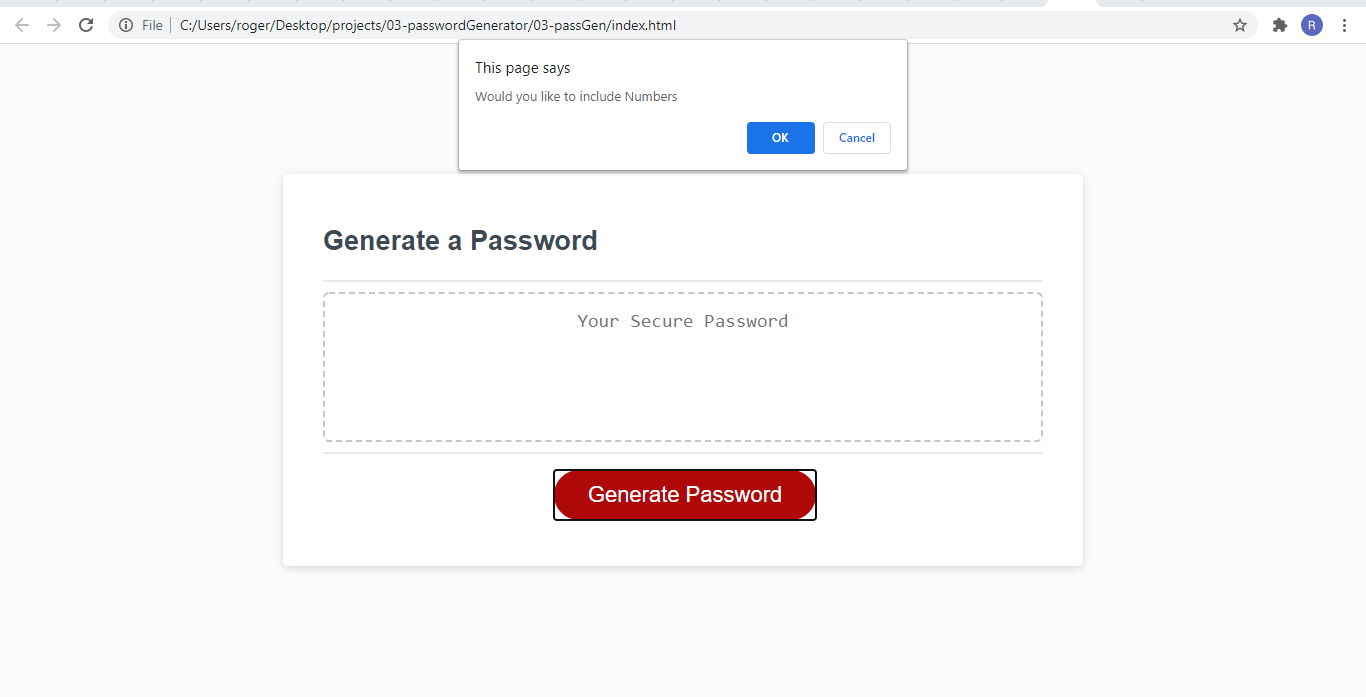 File | C:/Users/roger/Desktop/projects/03-passwordGenerator/03-passGen/index.html
R
This page says
Would you like to include Numbers
OK Cancel
Generate a Password
Your Secure Password
Generate Password